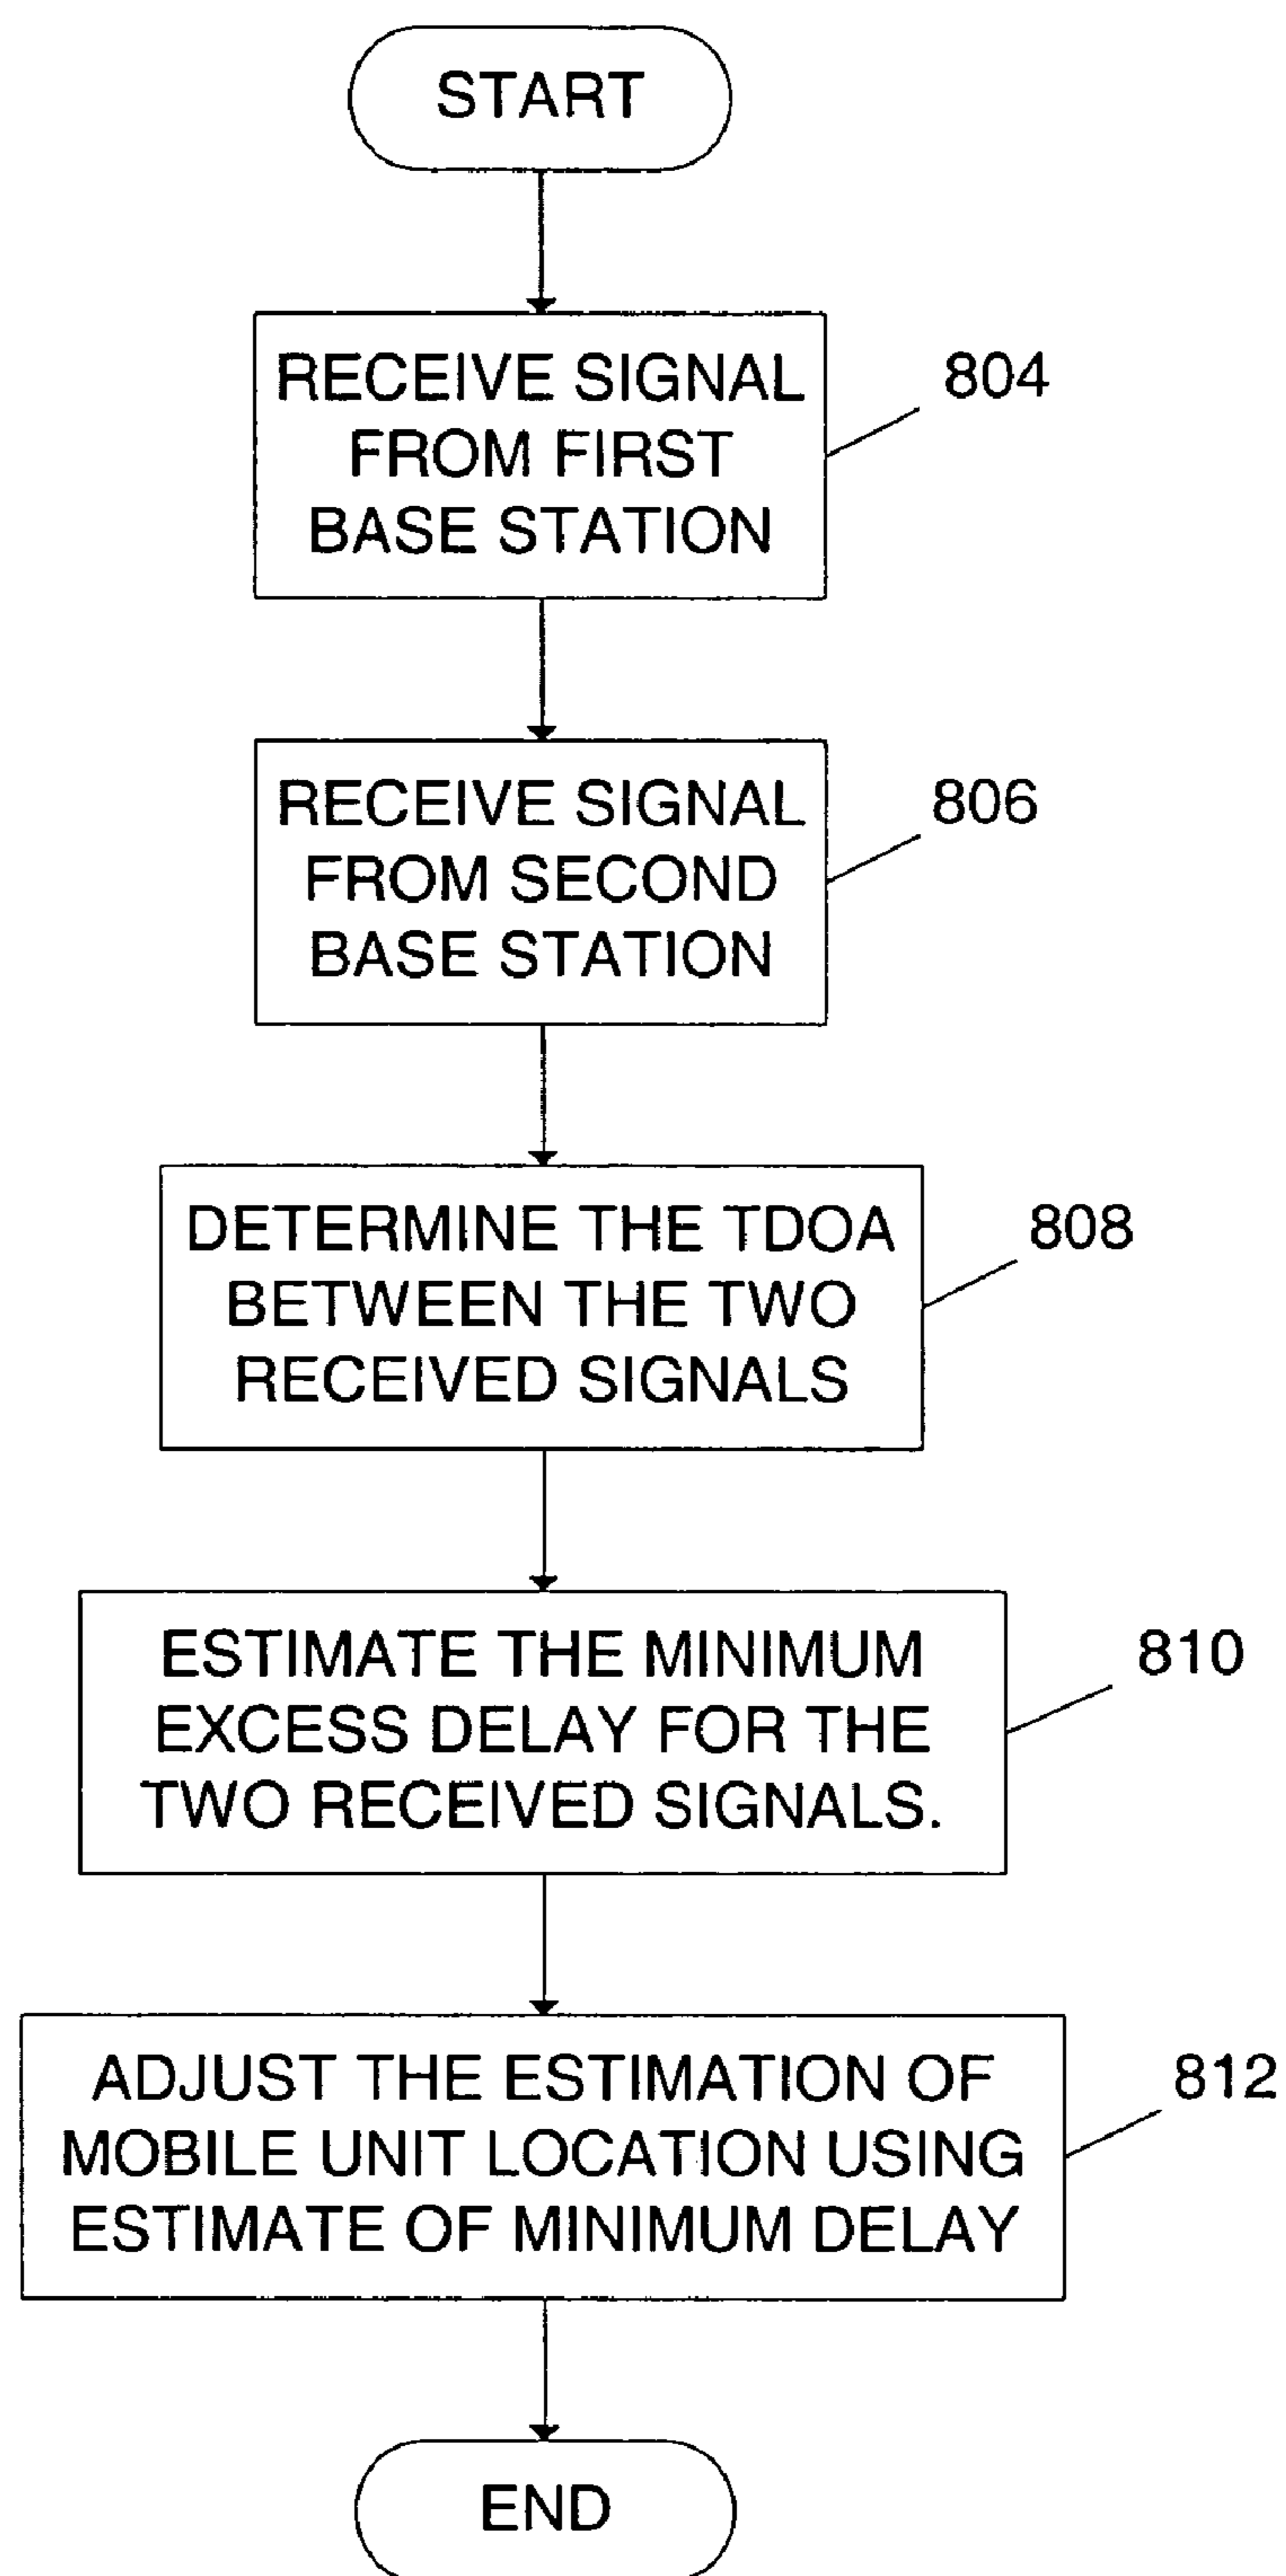 START
RECEIVE SIGNAL
FROM FIRST
BASE STATION
804
RECEIVE SIGNAL
FROM SECOND
BASE STATION
806
DETERMINE THE TDOA
BETWEEN THE TWO
RECEIVED SIGNALS
808
ESTIMATE THE MINIMUM
EXCESS DELAY FOR THE
TWO RECEIVED SIGNALS.
810
ADJUST THE ESTIMATION OF
MOBILE UNIT LOCATION USING
ESTIMATE OF MINIMUM DELAY
812
END